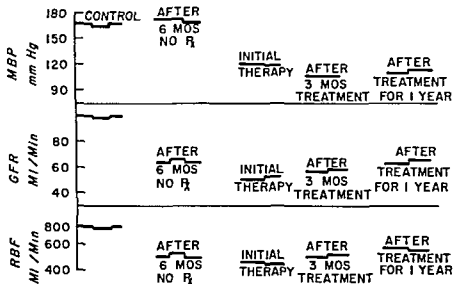 180
150
120
90
MBP
mm Hg
CONTROL
AFTER
6 MOS
NO ℞
INITIAL
THERAPY
AFTER
3 MOS
TREATMENT
AFTER
TREATMENT
FOR 1 YEAR
80
60
40
GFR
Ml/Min
AFTER
6 MOS
NO ℞
INITIAL
THERAPY
AFTER
3 MOS
TREATMENT
AFTER
TREATMENT
FOR 1 YEAR
800
600
400
RBF
Ml/Min
AFTER
6 MOS
NO ℞
INITIAL
THERAPY
AFTER
3 MOS
TREATMENT
AFTER
TREATMENT
FOR 1 YEAR